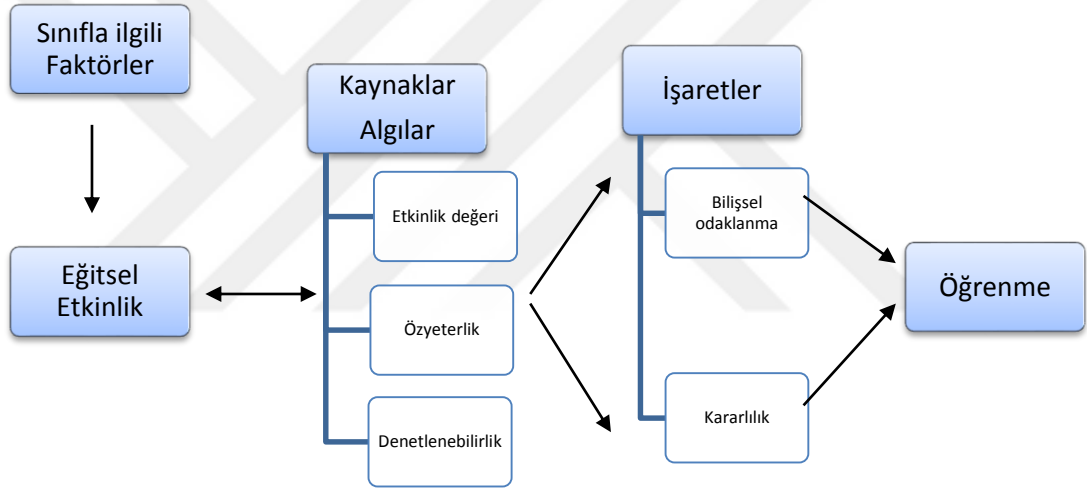 Sınıfla ilgili
Faktörler
Eğitsel
Etkinlik
Kaynaklar
Algılar
Etkinlik değeri
Özyeterlik
Denetlenebilirlik
İşaretler
Bilişsel
odaklanma
Kararlılık
Öğrenme